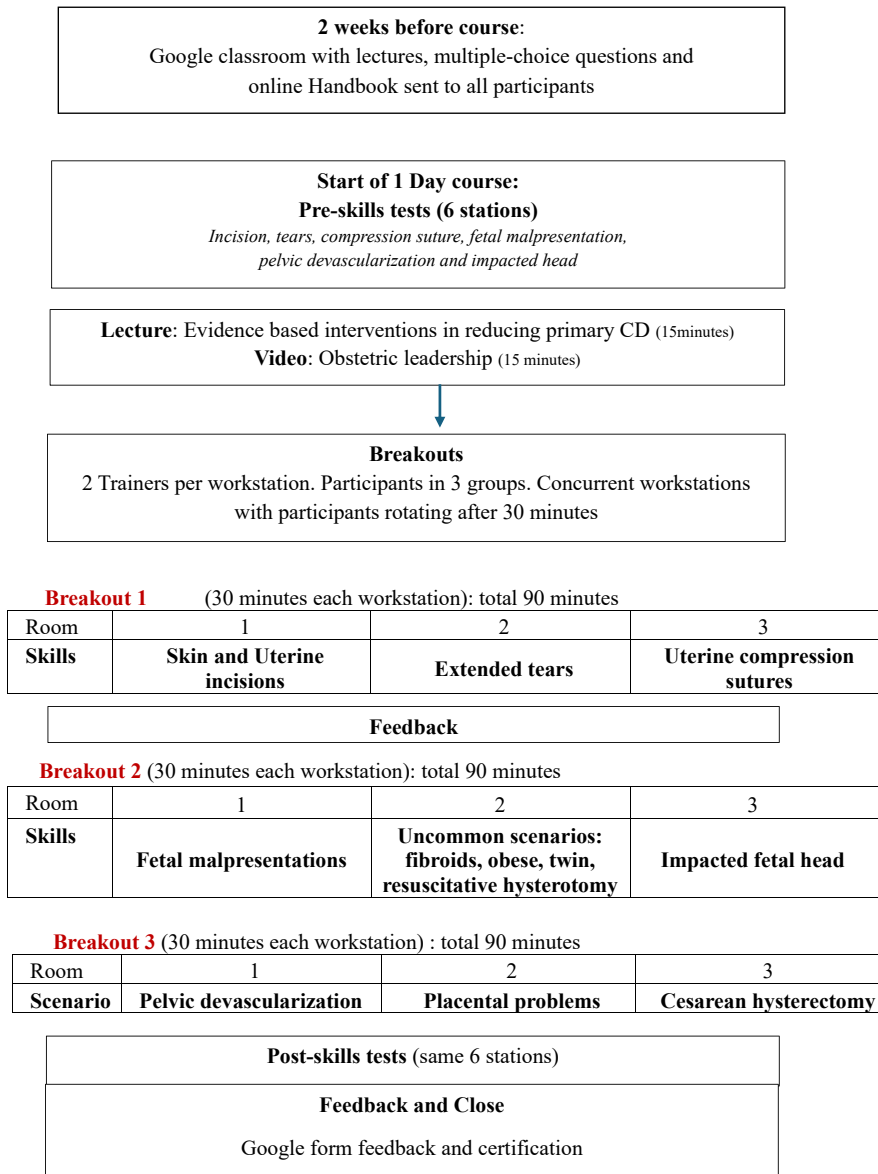 2 weeks before course:
Google classroom with lectures, multiple-choice questions and
online Handbook sent to all participants
Start of 1 Day course:
Pre-skills tests (6 stations)
Incision, tears, compression suture, fetal malpresentation,
pelvic devascularization and impacted head
Lecture: Evidence based interventions in reducing primary CD (15minutes)
Video: Obstetric leadership (15 minutes)
Breakouts
2 Trainers per workstation. Participants in 3 groups. Concurrent workstations
with participants rotating after 30 minutes
Breakout 1 (30 minutes each workstation): total 90 minutes
Room 1 2 3
Skills Skin and Uterine incisions Extended tears Uterine compression sutures
Feedback
Breakout 2 (30 minutes each workstation): total 90 minutes
Room 1 2 3
Skills Fetal malpresentations Uncommon scenarios: fibroids, obese, twin, resuscitative hysterotomy Impacted fetal head
Breakout 3 (30 minutes each workstation) : total 90 minutes
Room 1 2 3
Scenario Pelvic devascularization Placental problems Cesarean hysterectomy
Post-skills tests (same 6 stations)
Feedback and Close
Google form feedback and certification